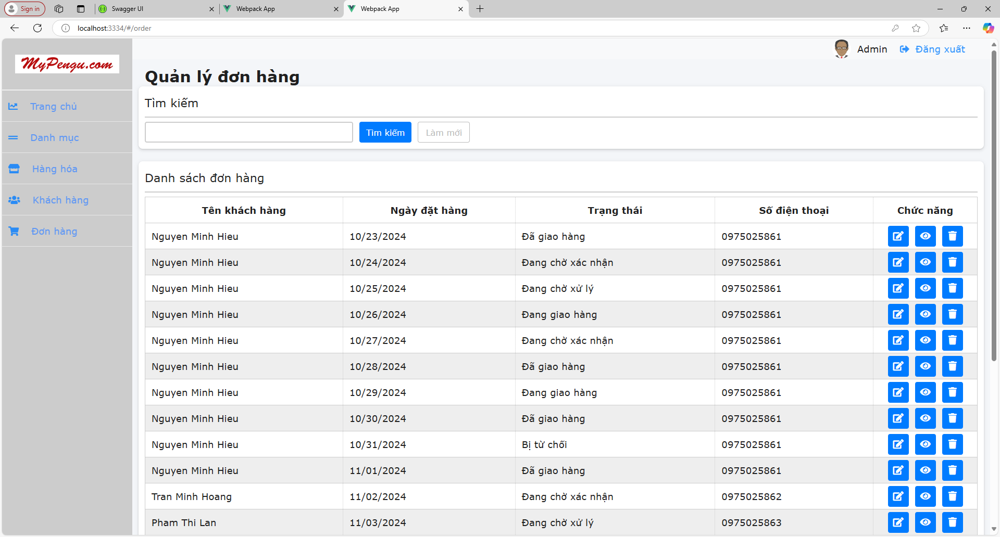 Sign in
Swagger UI
Webpack App
Webpack App
localhost:3334/#/order
MyPengu.com
Admin
Đăng xuất
Trang chủ
Danh mục
Hàng hóa
Khách hàng
Đơn hàng
Quản lý đơn hàng
Tìm kiếm
Tìm kiếm
Làm mới
Danh sách đơn hàng
Tên khách hàng Ngày đặt hàng Trạng thái Số điện thoại Chức năng
Nguyen Minh Hieu 10/23/2024 Đã giao hàng 0975025861
Nguyen Minh Hieu 10/24/2024 Đang chờ xác nhận 0975025861
Nguyen Minh Hieu 10/25/2024 Đang chờ xử lý 0975025861
Nguyen Minh Hieu 10/26/2024 Đang giao hàng 0975025861
Nguyen Minh Hieu 10/27/2024 Đang chờ xác nhận 0975025861
Nguyen Minh Hieu 10/28/2024 Đã giao hàng 0975025861
Nguyen Minh Hieu 10/29/2024 Đang giao hàng 0975025861
Nguyen Minh Hieu 10/30/2024 Đã giao hàng 0975025861
Nguyen Minh Hieu 10/31/2024 Bị từ chối 0975025861
Nguyen Minh Hieu 11/01/2024 Đã giao hàng 0975025861
Tran Minh Hoang 11/02/2024 Đang chờ xác nhận 0975025862
Pham Thi Lan 11/03/2024 Đang chờ xử lý 0975025863